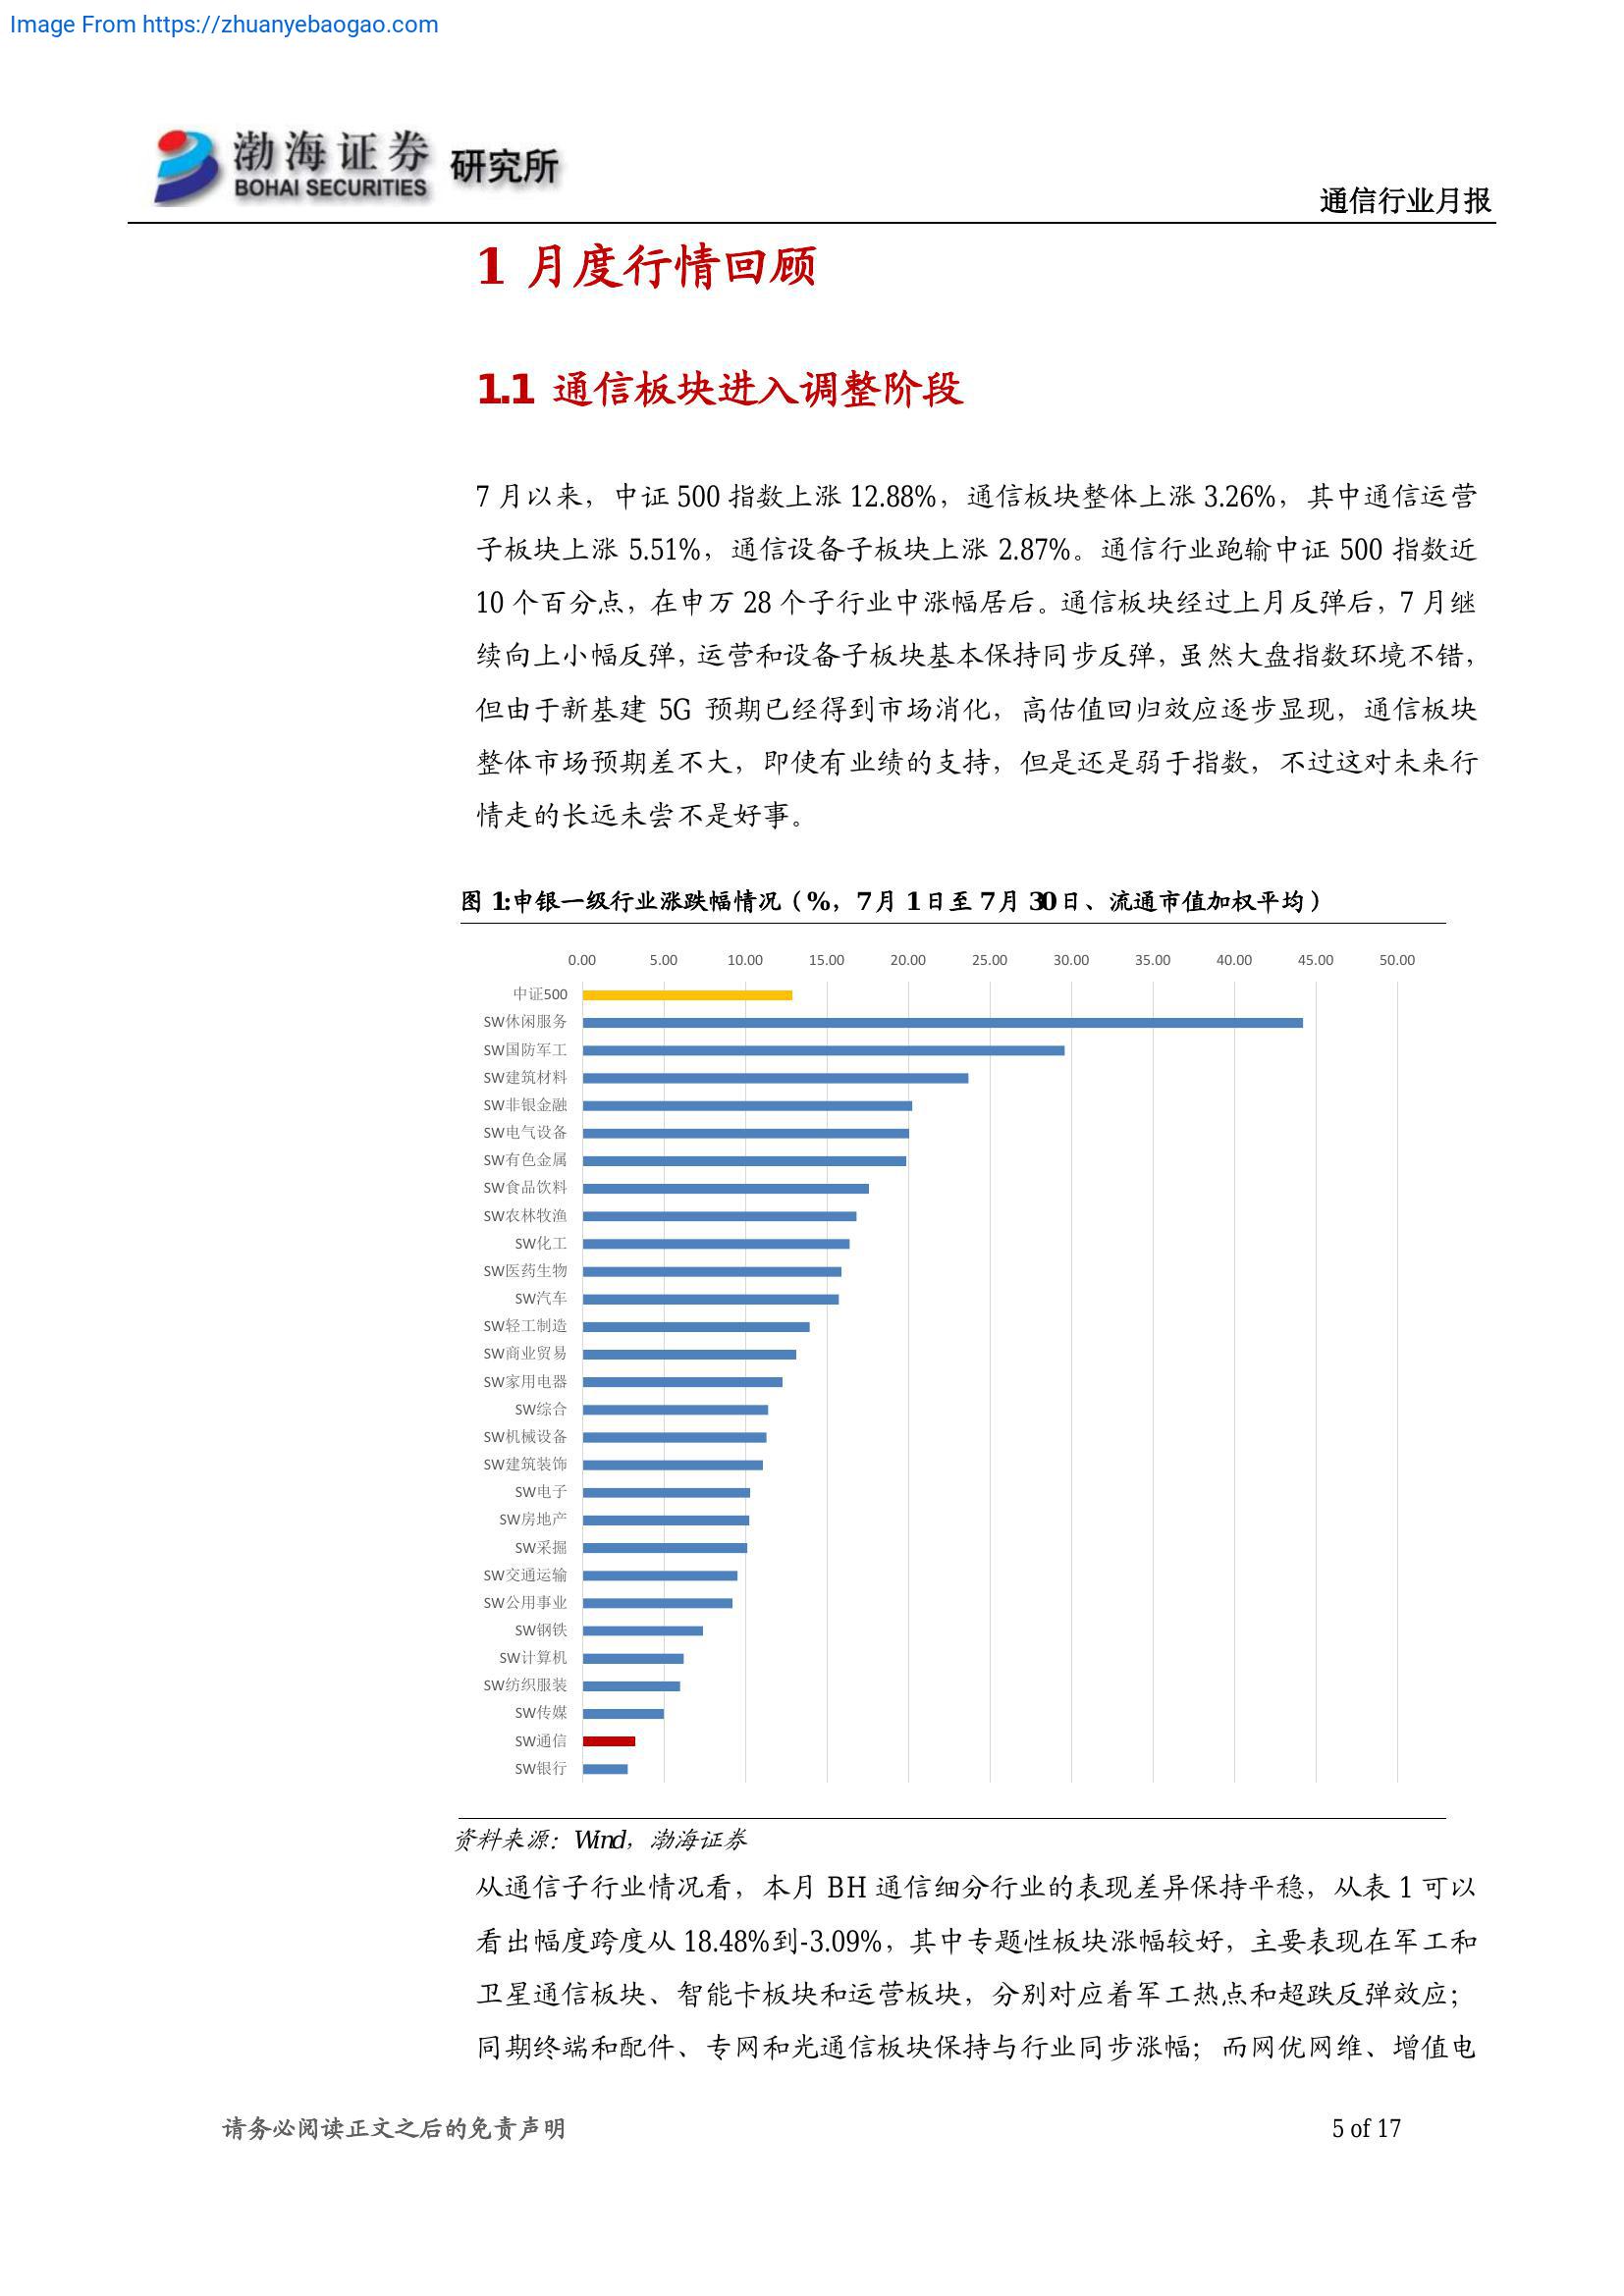 Image From https://zhuanyebaogao.com
渤海证券 研究所
BOHAI SECURITIES
通信行业月报
1 月度行情回顾
1.1 通信板块进入调整阶段
7 月以来，中证 500 指数上涨 12.88%，通信板块整体上涨 3.26%，其中通信运营
子板块上涨 5.51%，通信设备子板块上涨 2.87%。通信行业跑输中证 500 指数近
10 个百分点，在申万 28 个子行业中涨幅居后。通信板块经过上月反弹后，7 月继
续向上小幅反弹，运营和设备子板块基本保持同步反弹，虽然大盘指数环境不错，
但由于新基建 5G 预期已经得到市场消化，高估值回归效应逐步显现，通信板块
整体市场预期差不大，即使有业绩的支持，但是还是弱于指数，不过这对未来行
情走的长远未尝不是好事。
图 1:申银一级行业涨跌幅情况（%，7 月 1 日至 7 月 30 日、流通市值加权平均）
0.00 5.00 10.00 15.00 20.00 25.00 30.00 35.00 40.00 45.00 50.00
中证500
SW休闲服务
SW国防军工
SW建筑材料
SW非银金融
SW电气设备
SW有色金属
SW食品饮料
SW农林牧渔
SW化工
SW医药生物
SW汽车
SW轻工制造
SW商业贸易
SW家用电器
SW综合
SW机械设备
SW建筑装饰
SW电子
SW房地产
SW采掘
SW交通运输
SW公用事业
SW钢铁
SW计算机
SW纺织服装
SW传媒
SW通信
SW银行
资料来源：Wind，渤海证券
从通信子行业情况看，本月 BH 通信细分行业的表现差异保持平稳，从表 1 可以
看出幅度跨度从 18.48%到-3.09%，其中专题性板块涨幅较好，主要表现在军工和
卫星通信板块、智能卡板块和运营板块，分别对应着军工热点和超跌反弹效应；
同期终端和配件、专网和光通信板块保持与行业同步涨幅；而网优网维、增值电
请务必阅读正文之后的免责声明
5 of 17